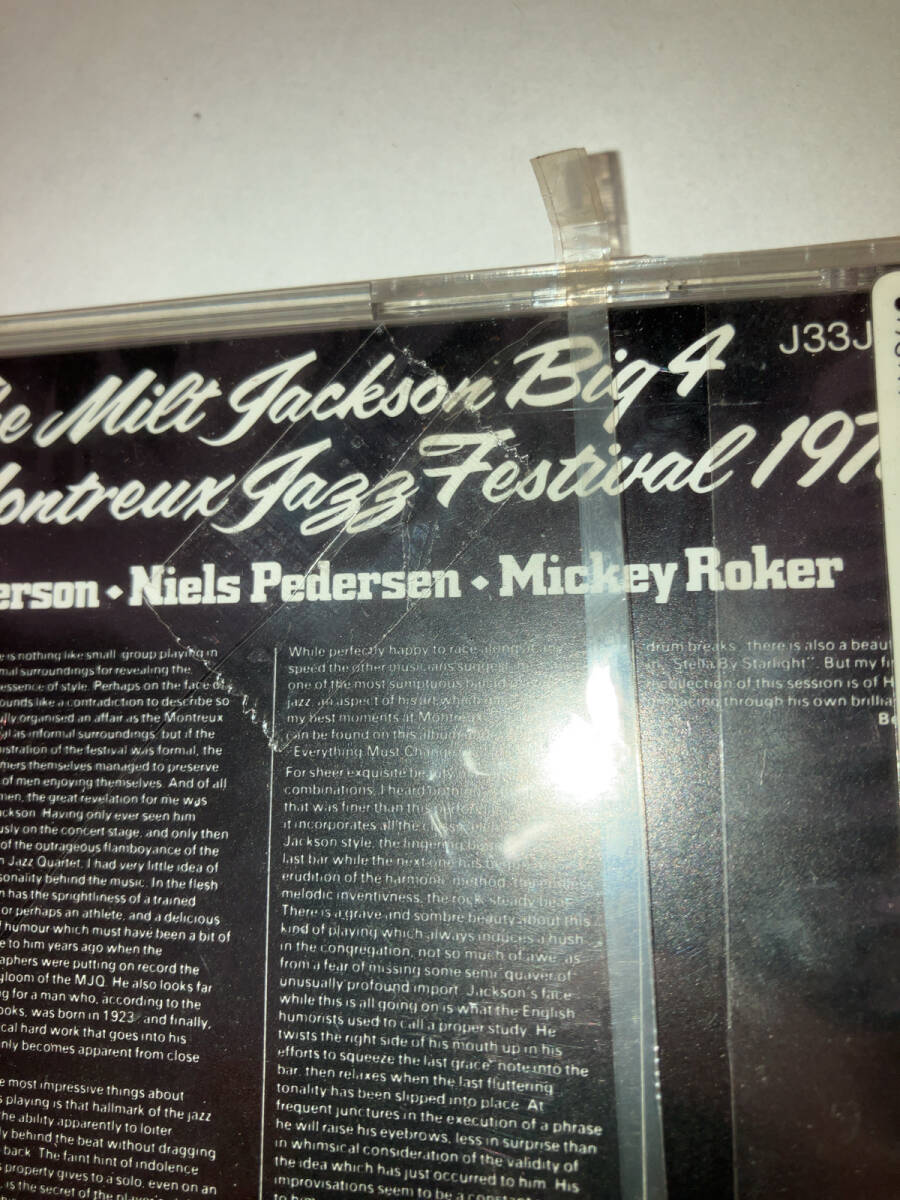 he Milt Jackson Big 4
J33J
ontreux Jazz Festival 197
erson • Niels Pedersen • Mickey Roker
e is nothing like small group playing in
mal surroundings for revealing the
essence of style. Perhaps on the face of
ounds like a contradiction to describe so
lly organised an affair as the Montreux
l as informal surroundings, but if the
istration of the festival was formal, the
mers themselves managed to preserve
of men enjoying themselves. And of all
men, the great revelation for me was
ckson. Having only ever seen him
usly on the concert stage, and only then
of the outrageous flamboyance of the
n Jazz Quartet, I had very little idea of
sonality behind the music. In the flesh
n has the sprightliness of a trained
or perhaps an athlete, and a delicious
humour which must have been a bit of
e to him years ago when the
aphers were putting on record the
gloom of the MJQ. He also looks far
ng for a man who, according to the
ooks, was born in 1923, and finally,
cal hard work that goes into his
nly becomes apparent from close
e most impressive things about
s playing is that hallmark of the jazz
the ability apparently to loiter
ly behind the beat without dragging
back. The faint hint of indolence
s property gives to a solo, even on an
, is the secret of the player's
While perfectly happy to race along at any
speed the other musicians suggest,
one of the most sumptuous
jazz, an aspect of his art which
my best moments at Montreux
can be found on this album
"Everything Must Change
For sheer exquisite beauty
combinations, I heard nothing
that was finer than the
it incorporates all the
Jackson style, the lingering
last bar while the next one has
erudition of the harmonic method, the endless
melodic inventivness, the rock steady beat.
There is a grave and sombre beauty about this
kind of playing which always induces a hush
in the congregation, not so much of awe as
from a fear of missing some semi quaver of
unusually profound import. Jackson's face
while this is all going on is what the English
humorists used to call a proper study. He
twists the right side of his mouth up in his
efforts to squeeze the last grace note into the
bar, then relaxes when the last fluttering
tonality has been slipped into place. At
frequent junctures in the execution of a phrase
he will raise his eyebrows, less in surprise than
in whimsical consideration of the validity of
the idea which has just occurred to him. His
improvisations seem to be a constant
to him
drum breaks, there is also a beaut
"Stella By Starlight". But my fi
collection of this session is of H
through his own brillia
Be